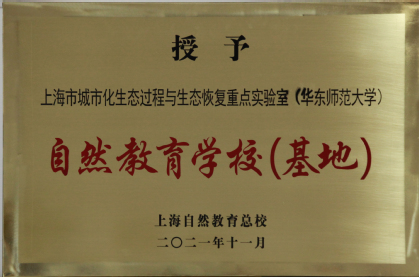 授予
上海市城市化生态过程与生态恢复重点实验室（华东师范大学）
自然教育学校（基地）
上海自然教育总校
二〇二一年十一月